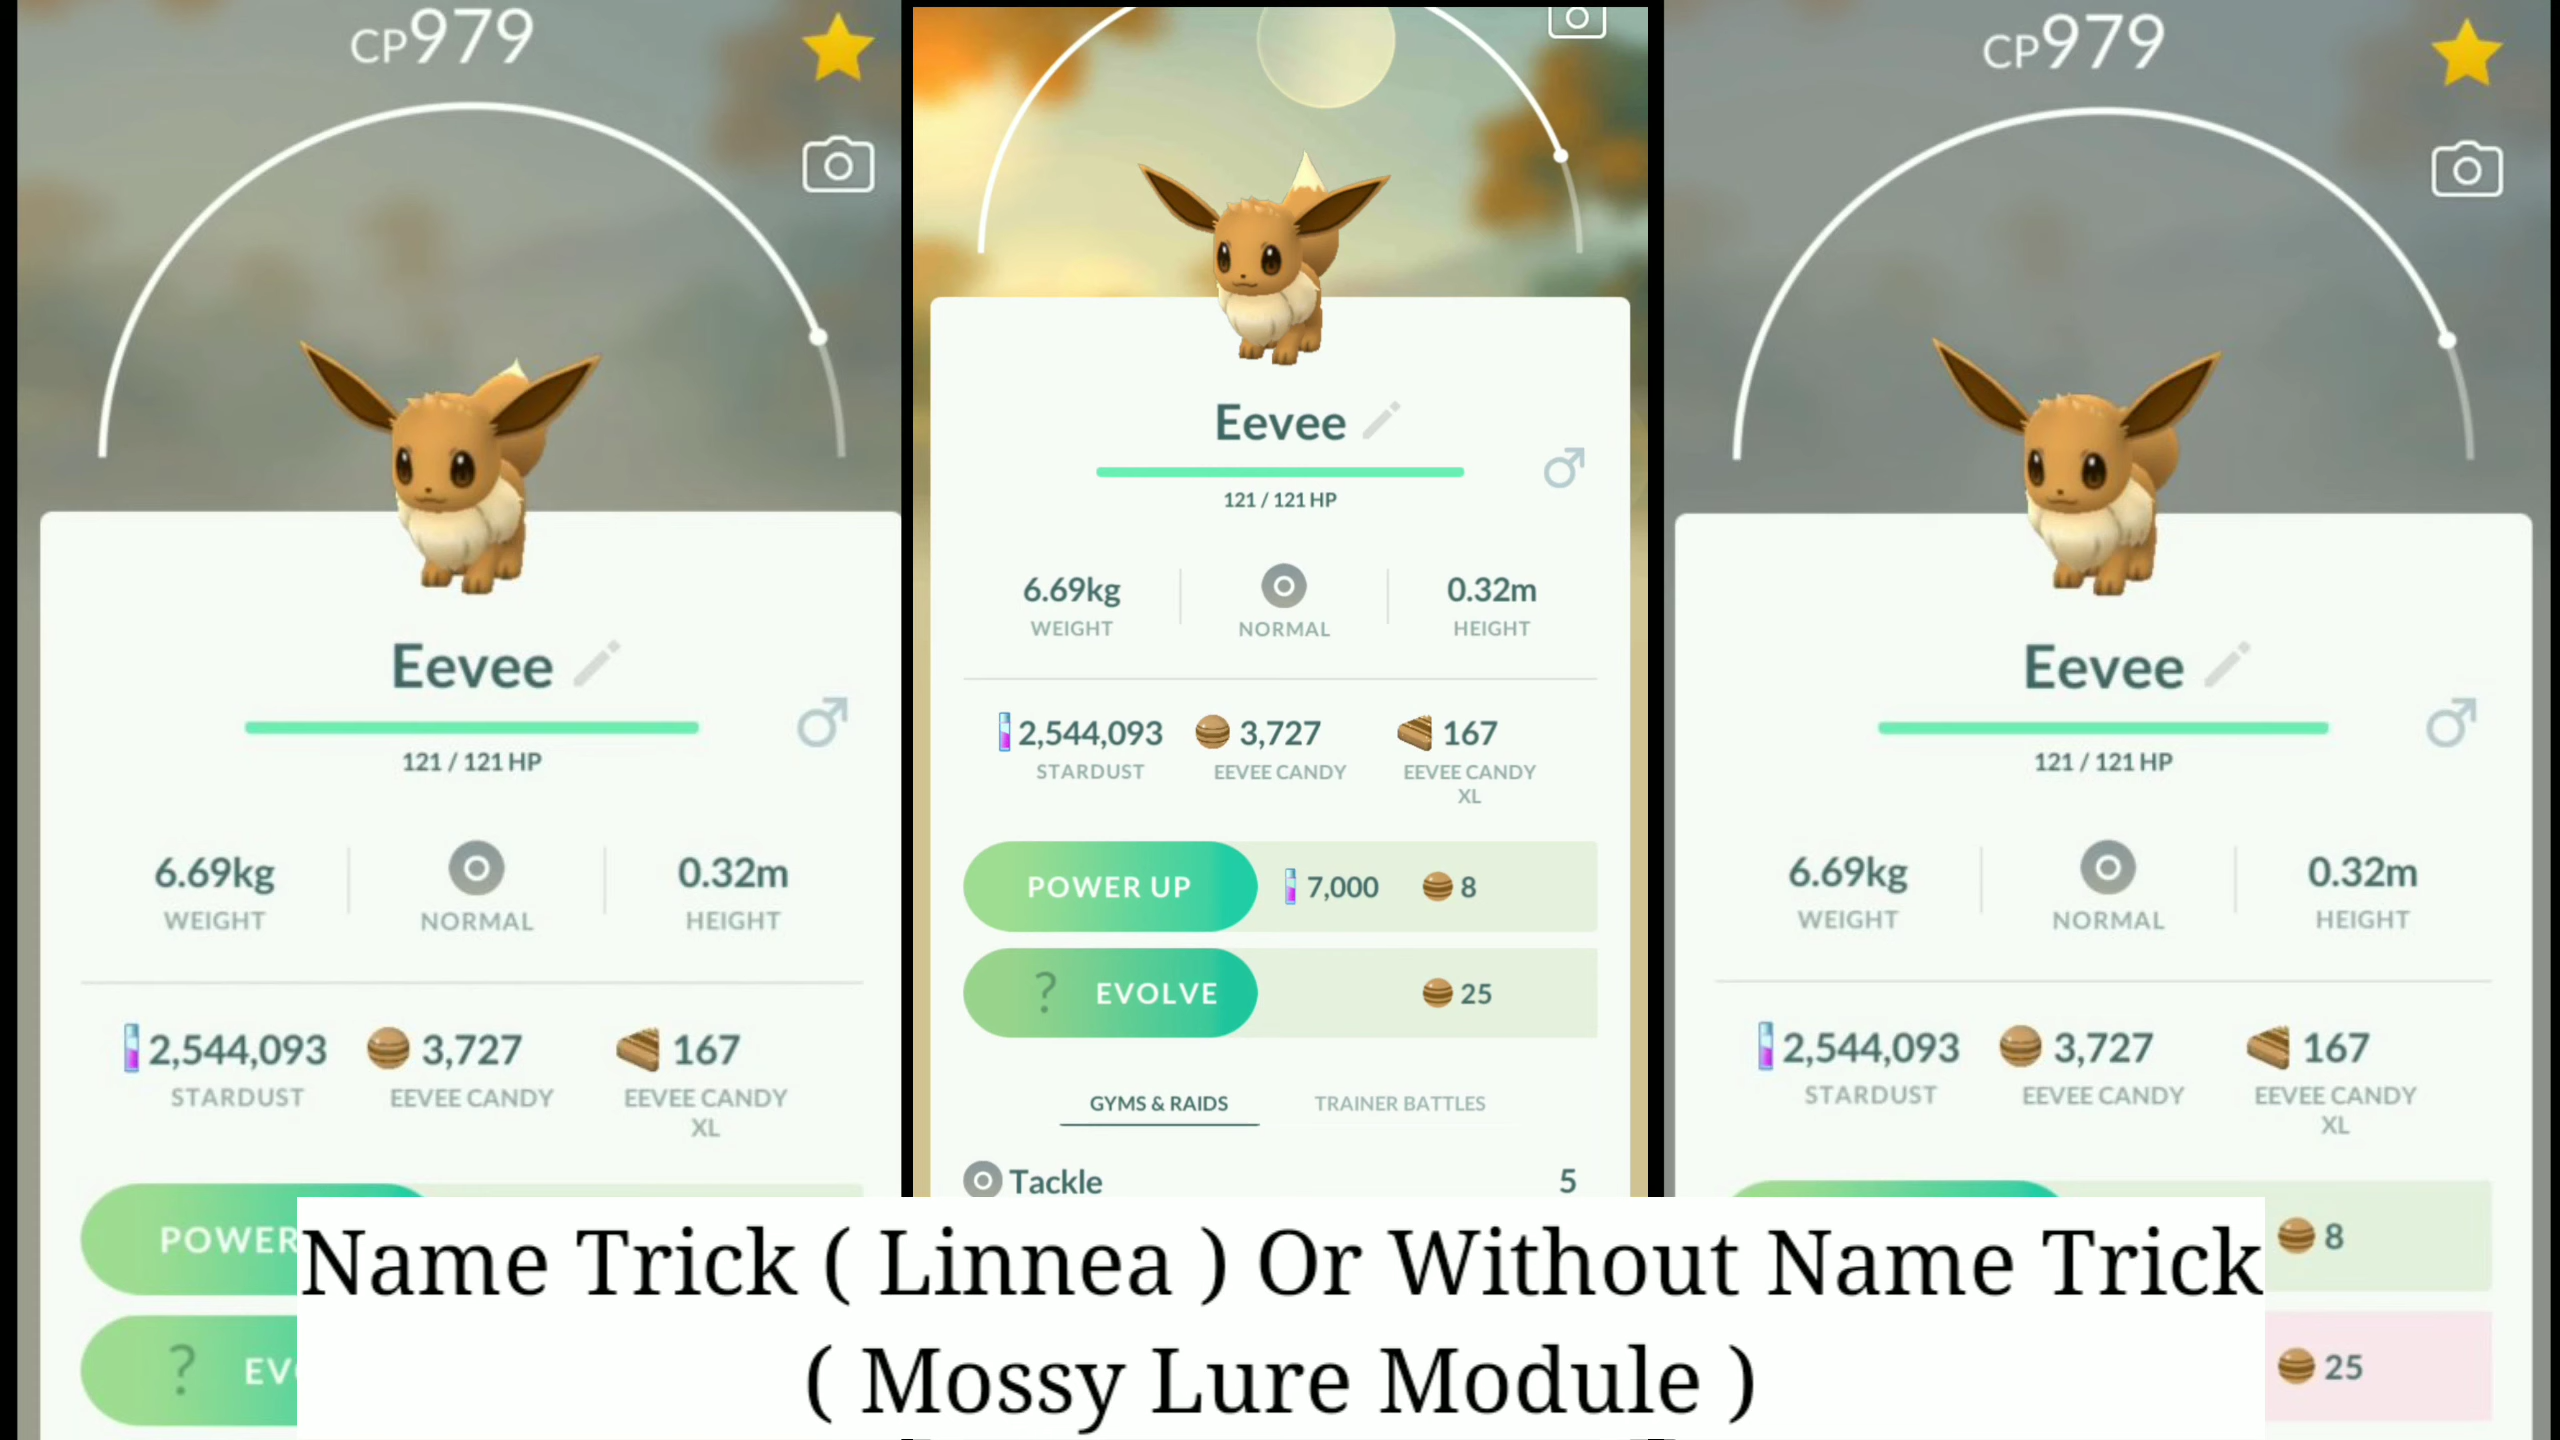 CP979
Eevee
121 / 121 HP
6.69kg
WEIGHT
NORMAL
0.32m
HEIGHT
2,544,093
STARDUST
3,727
EEVEE CANDY
167
EEVEE CANDY
XL
POWER
?
EV
Eevee
121 / 121 HP
6.69kg
WEIGHT
NORMAL
0.32m
HEIGHT
2,544,093
STARDUST
3,727
EEVEE CANDY
167
EEVEE CANDY
XL
POWER UP
7,000
8
? EVOLVE
25
GYMS & RAIDS
TRAINER BATTLES
Tackle
5
CP979
Eevee
121 / 121 HP
6.69kg
WEIGHT
NORMAL
0.32m
HEIGHT
2,544,093
STARDUST
3,727
EEVEE CANDY
167
EEVEE CANDY
XL
8
25
Name Trick ( Linnea ) Or Without Name Trick
( Mossy Lure Module )